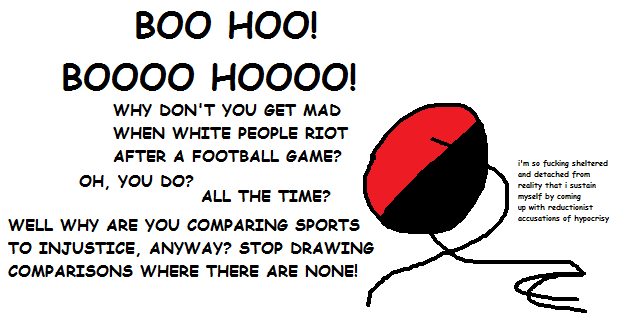 BOO HOO!
BOOOO HOOOO!
WHY DON'T YOU GET MAD
WHEN WHITE PEOPLE RIOT
AFTER A FOOTBALL GAME?
OH, YOU DO?
ALL THE TIME?
WELL WHY ARE YOU COMPARING SPORTS
TO INJUSTICE, ANYWAY? STOP DRAWING
COMPARISONS WHERE THERE ARE NONE!
i'm so fucking sheltered
and detached from
reality that i sustain
myself by coming
up with reductionist
accusations of hypocrisy